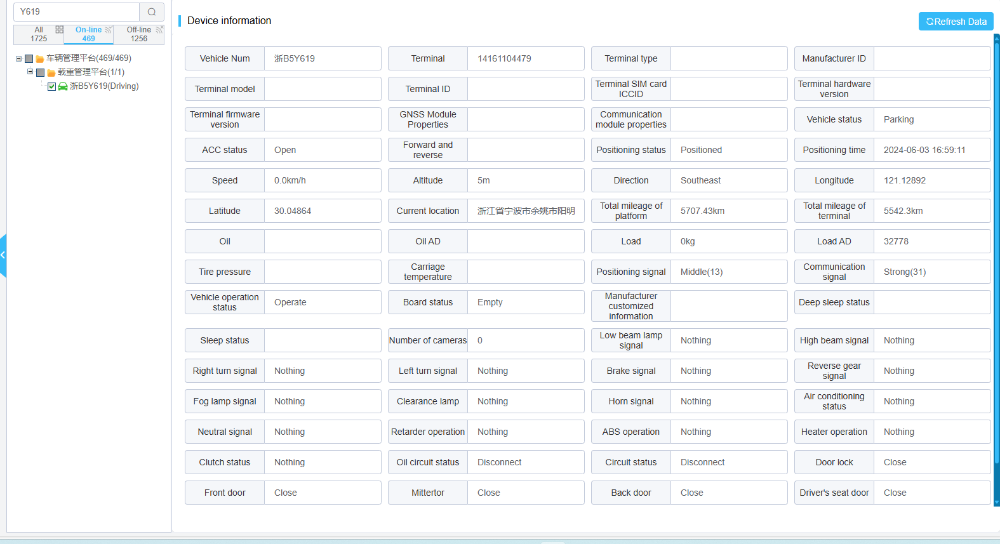 Y619
All
1725
On-line
469
Off-line
1256
车辆管理平台(469/469)
载重管理平台(1/1)
浙B5Y619(Driving)
Device information
Refresh Data
Vehicle Num
浙B5Y619
Terminal
14161104479
Terminal type
Manufacturer ID
Terminal model
Terminal ID
Terminal SIM card
ICCID
Terminal hardware
version
Terminal firmware
version
GNSS Module
Properties
Communication
module properties
Vehicle status
Parking
ACC status
Open
Forward and
reverse
Positioning status
Positioned
Positioning time
2024-06-03 16:59:11
Speed
0.0km/h
Altitude
5m
Direction
Southeast
Longitude
121.12892
Latitude
30.04864
Current location
浙江省宁波市余姚市阳明
Total mileage of
platform
5707.43km
Total mileage of
terminal
5542.3km
Oil
Oil AD
Load
0kg
Load AD
32778
Tire pressure
Carriage
temperature
Positioning signal
Middle(13)
Communication
signal
Strong(31)
Vehicle operation
status
Operate
Board status
Empty
Manufacturer
customized
information
Deep sleep status
Sleep status
Number of cameras
0
Low beam lamp
signal
Nothing
High beam signal
Nothing
Right turn signal
Nothing
Left turn signal
Nothing
Brake signal
Nothing
Reverse gear
signal
Nothing
Fog lamp signal
Nothing
Clearance lamp
Nothing
Horn signal
Nothing
Air conditioning
status
Nothing
Neutral signal
Nothing
Retarder operation
Nothing
ABS operation
Nothing
Heater operation
Nothing
Clutch status
Nothing
Oil circuit status
Disconnect
Circuit status
Disconnect
Door lock
Close
Front door
Close
Mittertor
Close
Back door
Close
Driver's seat door
Close